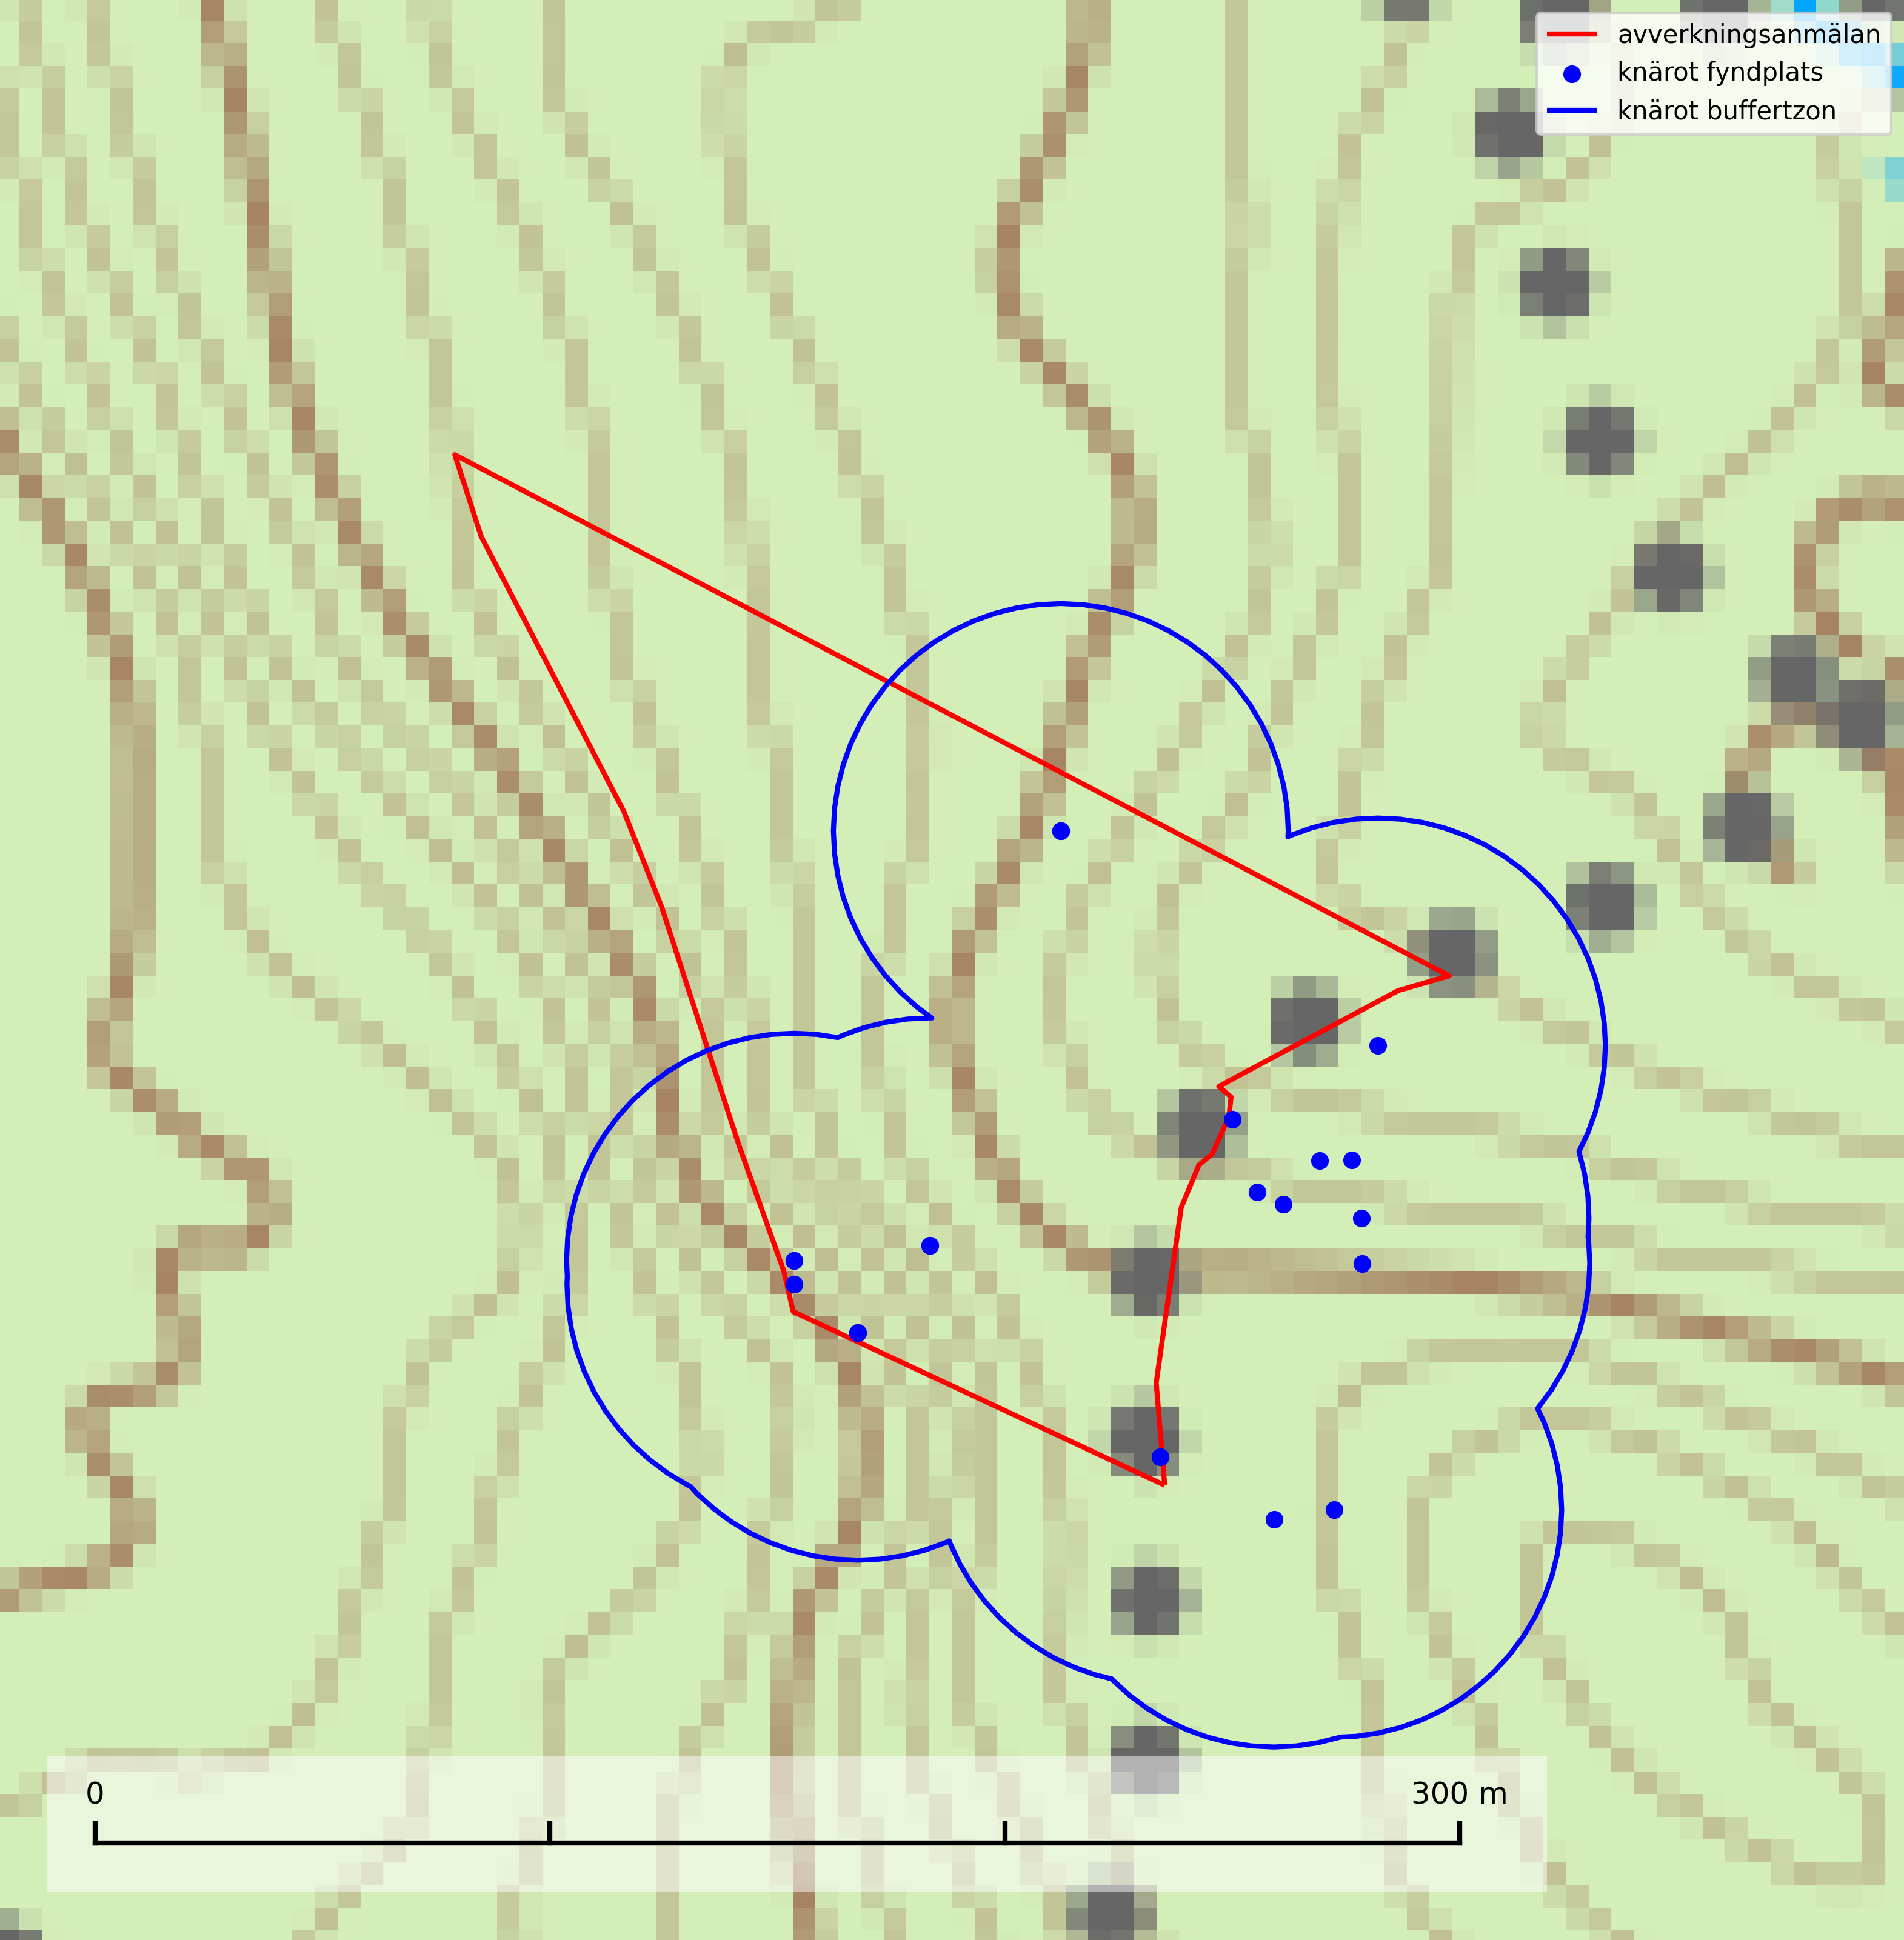 avverkningsanmälan
knärot fyndplats
knärot buffertzon
0
300 m